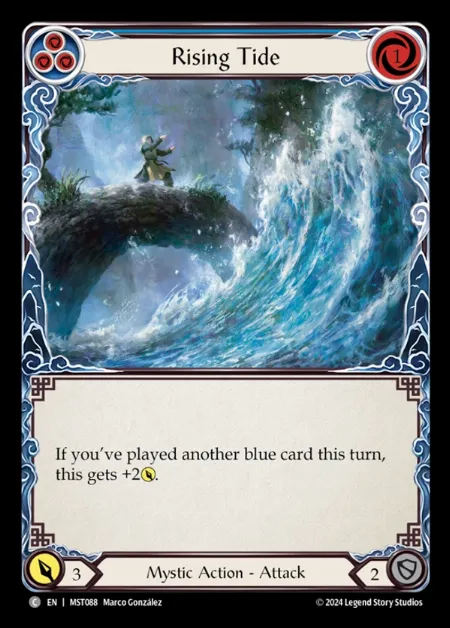 Rising Tide
1
If you've played another blue card this turn,
this gets +2.
3
Mystic Action - Attack
2
C EN | MST088 Marco González
© 2024 Legend Story Studios